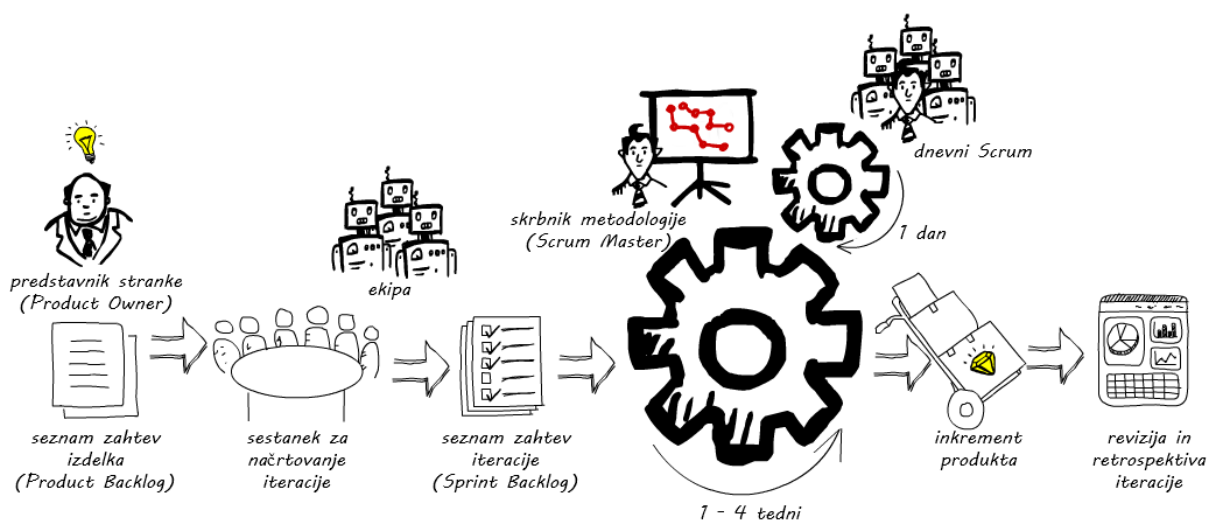 predstavnik stranke
(Product Owner)
ekipa
skrbnik metodologije
(Scrum Master)
dnevni Scrum
1 dan
seznam zahtev
izdelka
(Product Backlog)
sestanek za
načrtovanje
iteracije
seznam zahtev
iteracije
(Sprint Backlog)
1 - 4 tedni
inkrement
produkta
revizija in
retrospektiva
iteracije